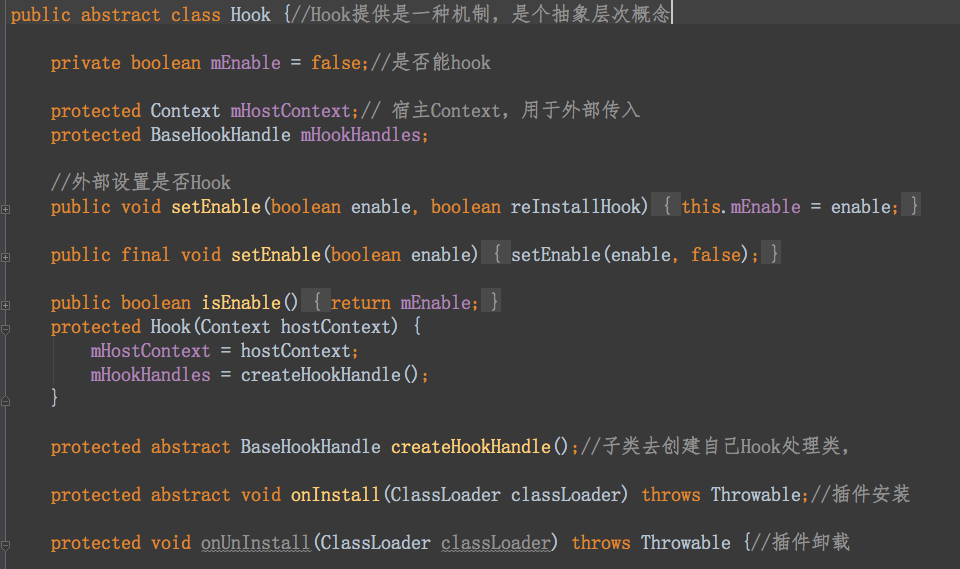 public abstract class Hook {//Hook提供是一种机制，是个抽象层次概念
private boolean mEnable = false;//是否能hook
protected Context mHostContext;// 宿主Context，用于外部传入
protected BaseHookHandle mHookHandles;
//外部设置是否Hook
public void setEnable(boolean enable, boolean reInstallHook) { this.mEnable = enable; }
public final void setEnable(boolean enable) { setEnable(enable, false); }
public boolean isEnable() { return mEnable; }
protected Hook(Context hostContext) {
mHostContext = hostContext;
mHookHandles = createHookHandle();
}
protected abstract BaseHookHandle createHookHandle();//子类去创建自己Hook处理类，
protected abstract void onInstall(ClassLoader classLoader) throws Throwable;//插件安装
protected void onUnInstall(ClassLoader classLoader) throws Throwable {//插件卸载